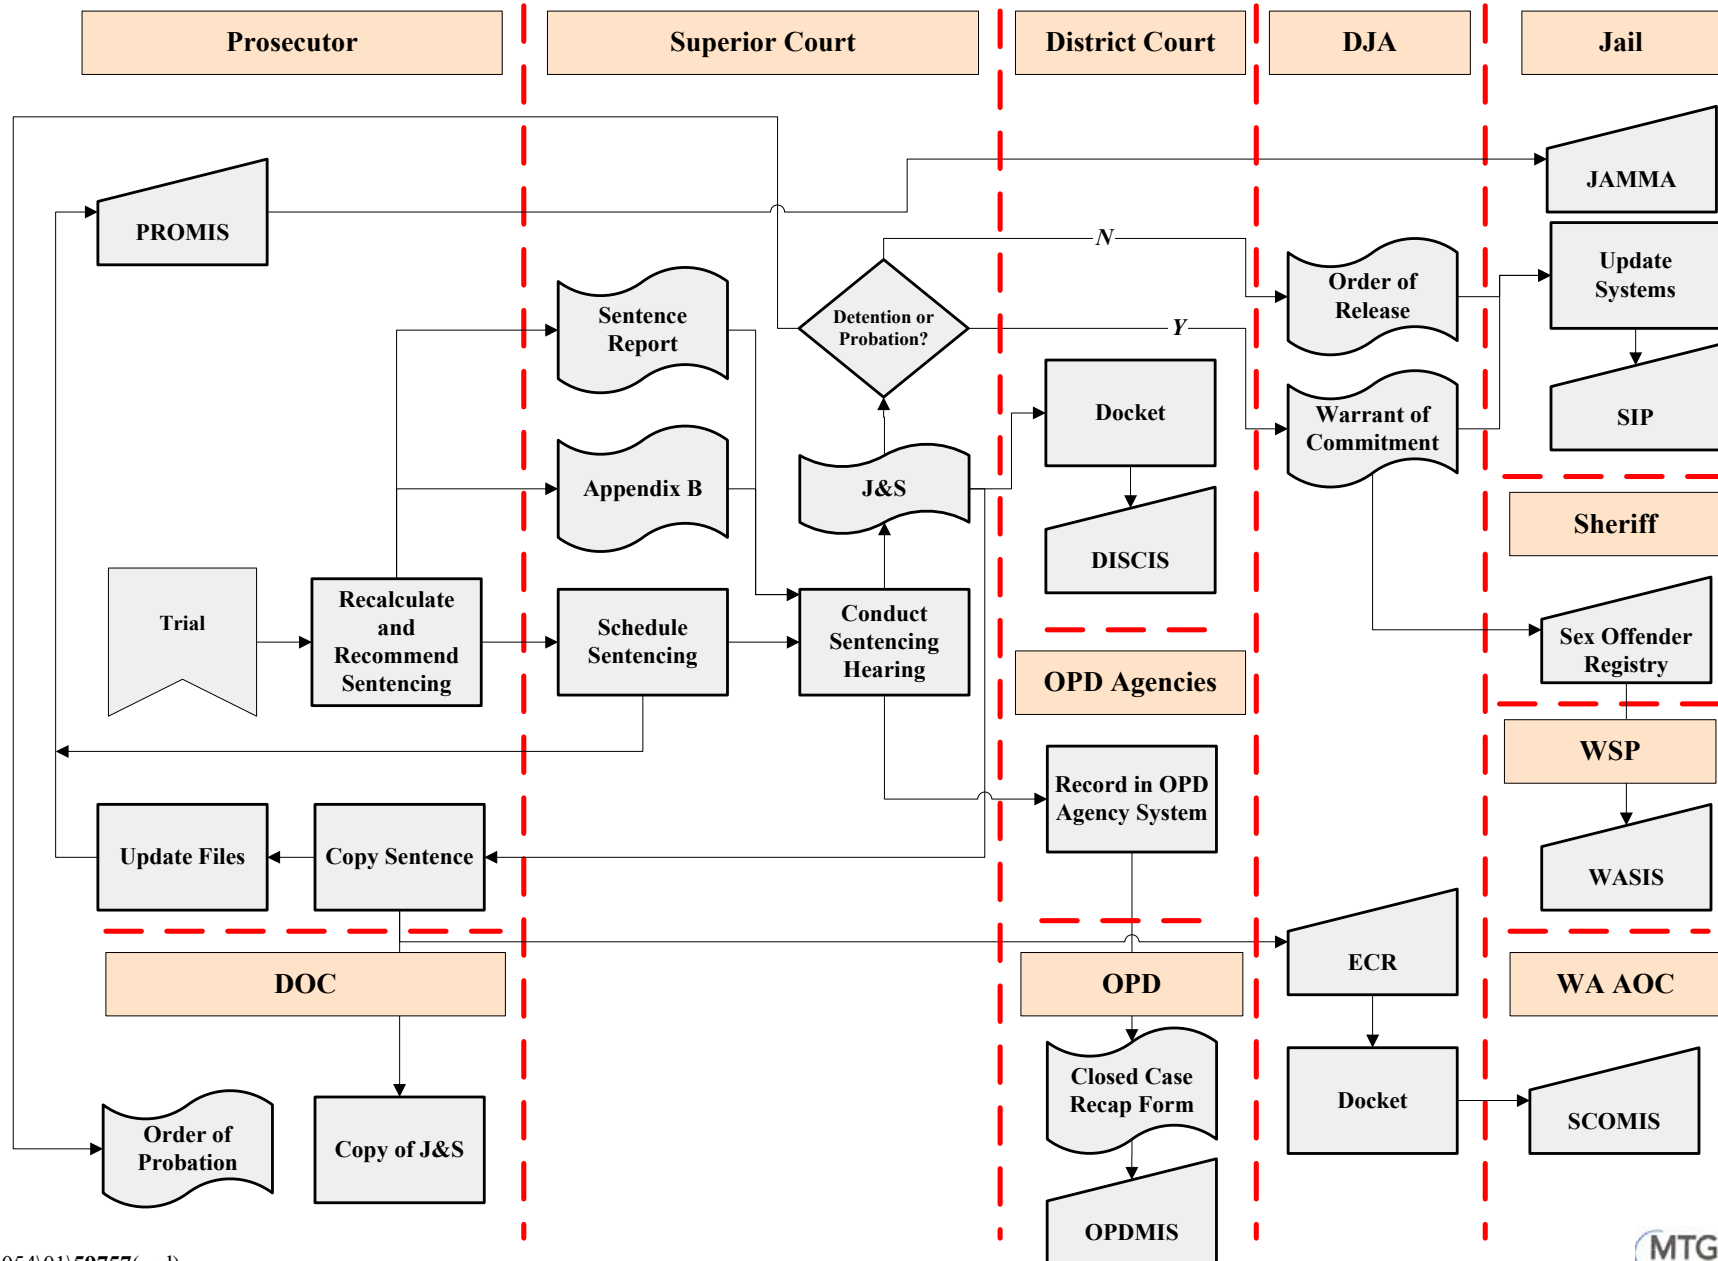 Prosecutor
Superior Court
District Court
DJA
Jail
JAMMA
PROMIS
N
Update
Systems
Order of
Release
Sentence
Report
Detention or
Probation?
Y
Docket
Warrant of
Commitment
SIP
Appendix B
J&S
Sheriff
DISCIS
Trial
Recalculate
and
Recommend
Sentencing
Schedule
Sentencing
Conduct
Sentencing
Hearing
Sex Offender
Registry
OPD Agencies
WSP
Record in OPD
Agency System
Update Files
Copy Sentence
WASIS
ECR
DOC
OPD
WA AOC
Closed Case
Recap Form
Docket
SCOMIS
Order of
Probation
Copy of J&S
OPDMIS
MTG